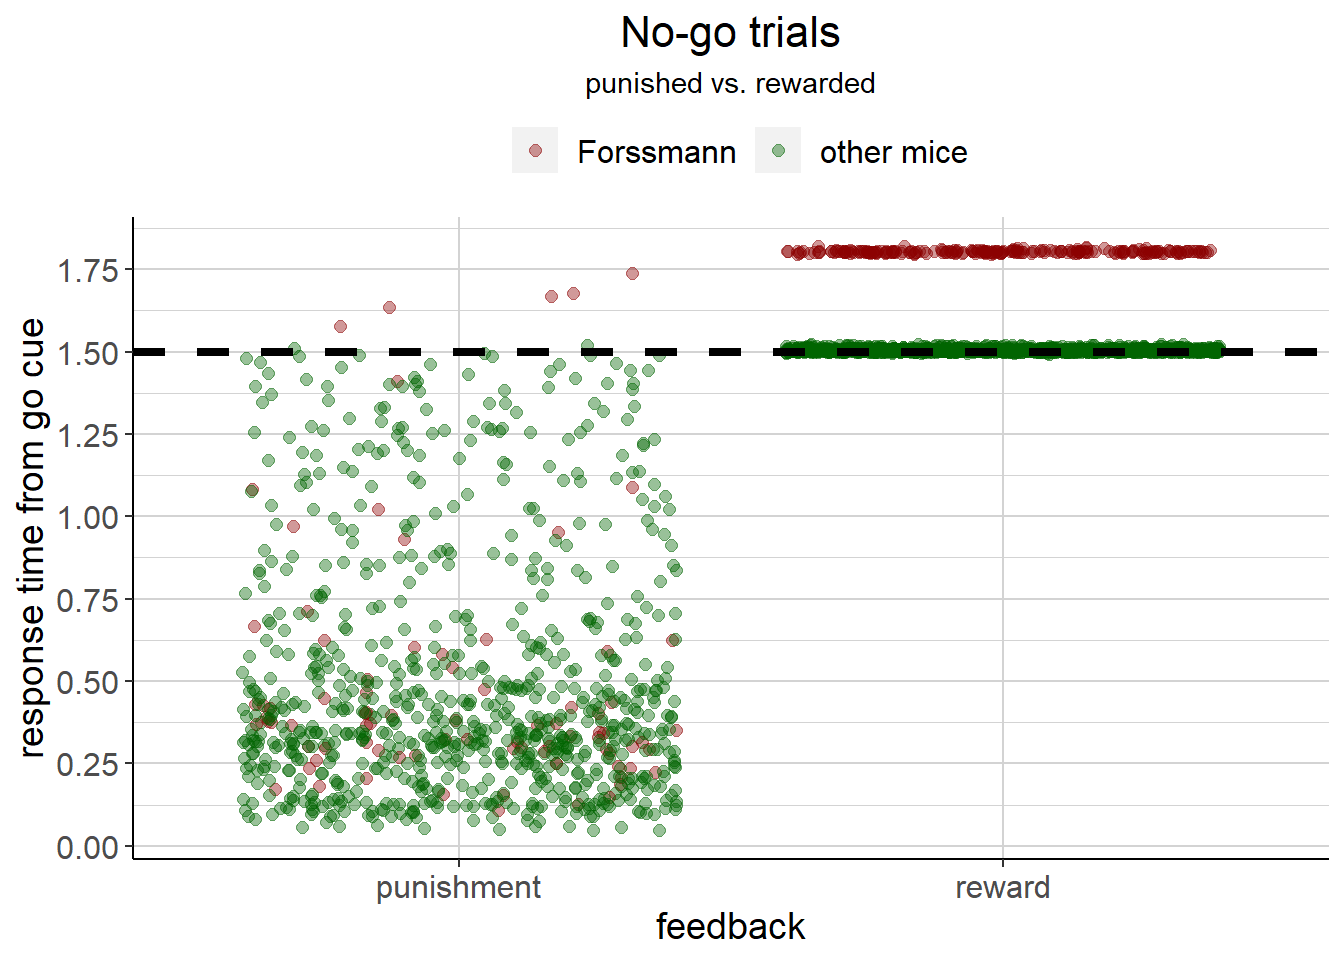 No-go trials
punished vs. rewarded
Forssmann other mice
response time from go cue
1.75
1.50
1.25
1.00
0.75
0.50
0.25
0.00
punishment reward
feedback